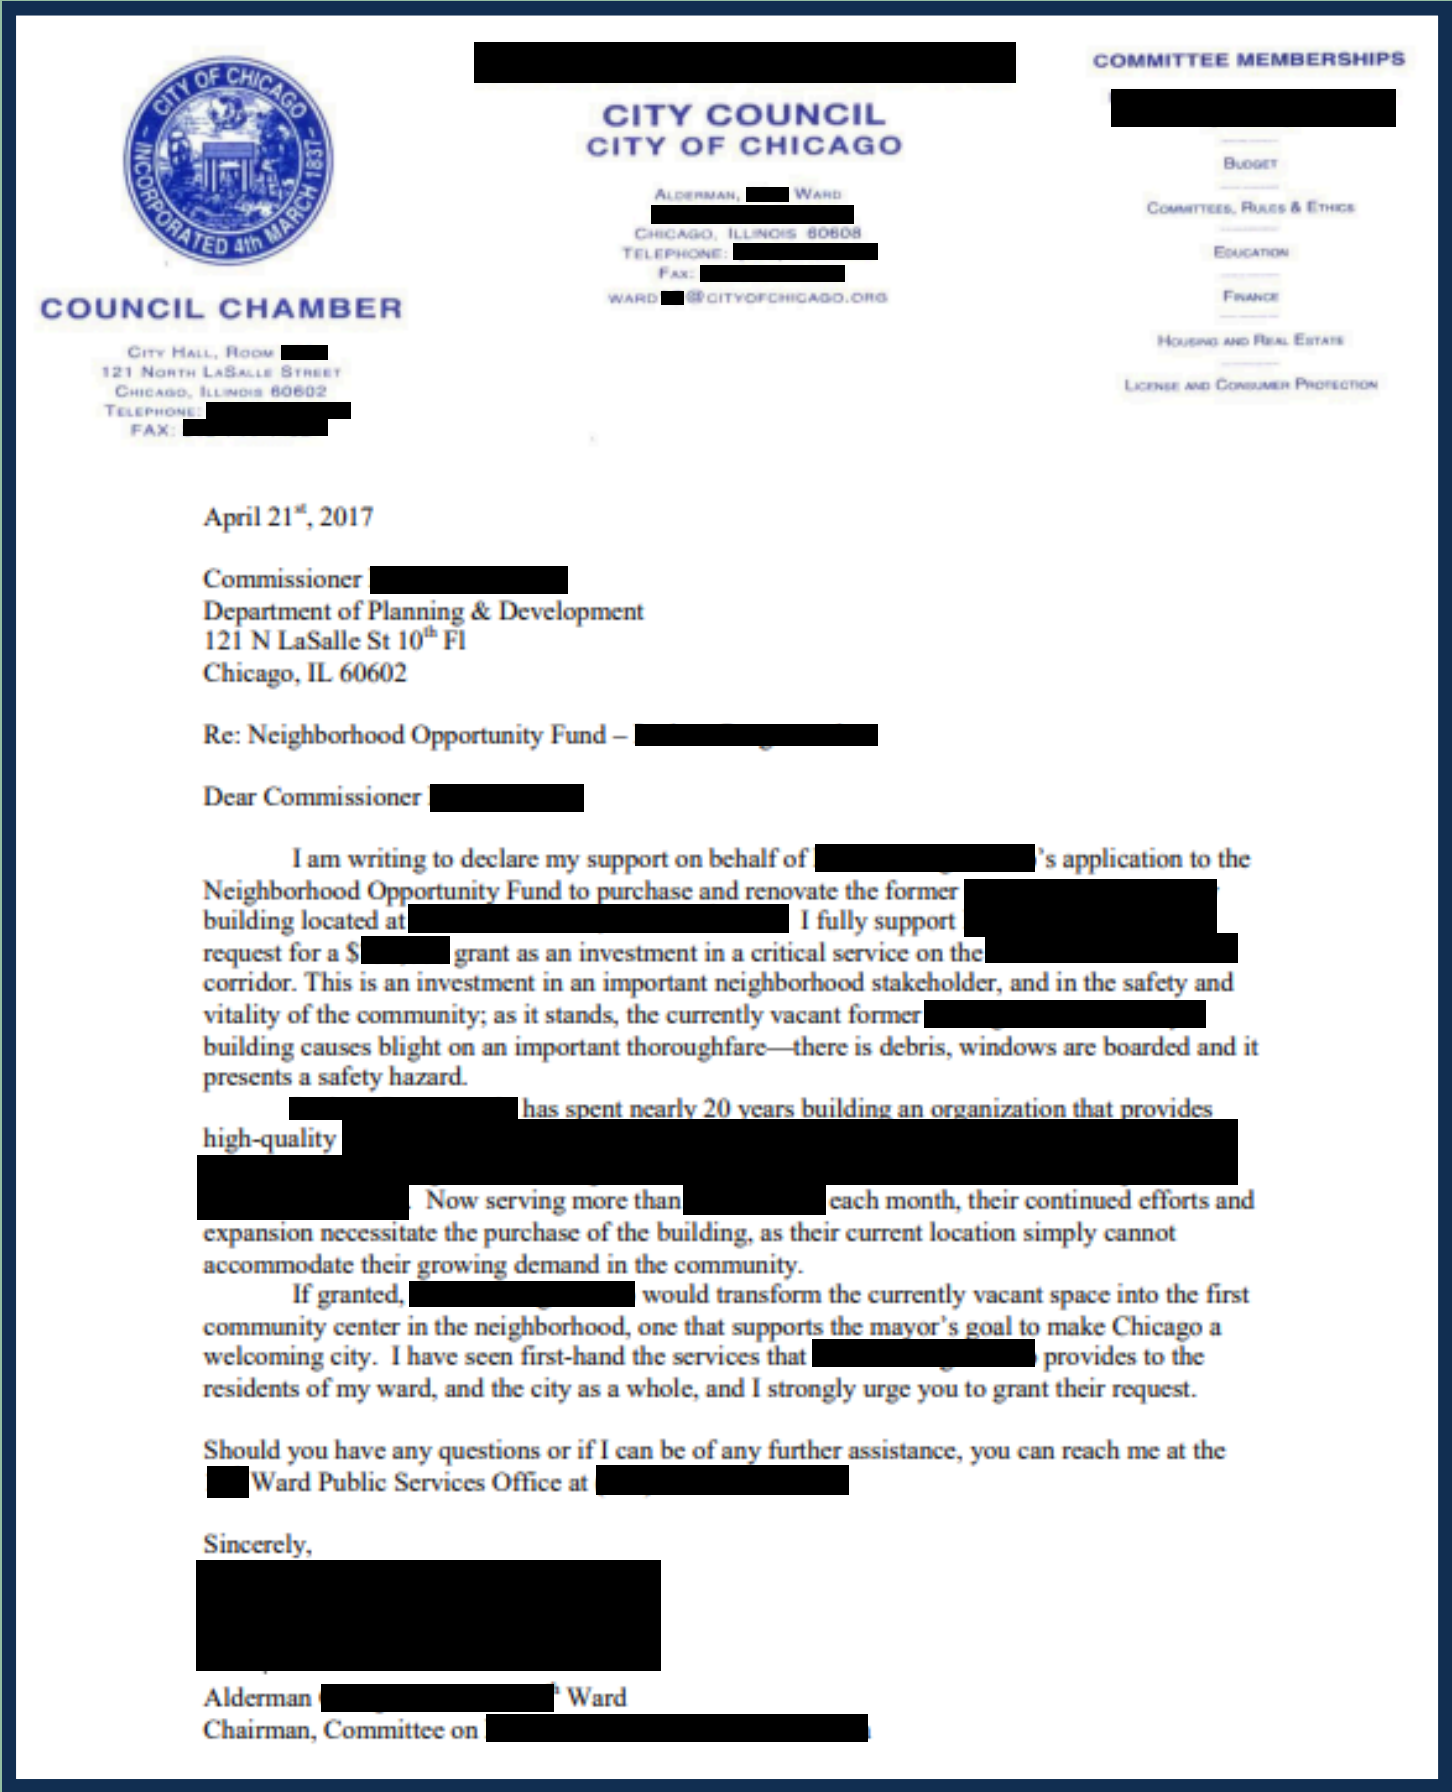 CITY OF CHICAGO
INCORPORATED 4th MARCH 1837
COUNCIL CHAMBER
CITY HALL, ROOM
121 NORTH LASALLE STREET
CHICAGO, ILLINOIS 60602
TELEPHONE:
FAX:
CITY COUNCIL
CITY OF CHICAGO
ALDERMAN, WARD
CHICAGO, ILLINOIS 60608
TELEPHONE:
FAX:
WARD @CITYOFCHICAGO.ORG
COMMITTEE MEMBERSHIPS
BUDGET
COMMITTEES, RULES & ETHICS
EDUCATION
FINANCE
HOUSING AND REAL ESTATE
LICENSE AND CONSUMER PROTECTION
April 21st, 2017
Commissioner
Department of Planning & Development
121 N LaSalle St 10th Fl
Chicago, IL 60602
Re: Neighborhood Opportunity Fund –
Dear Commissioner
I am writing to declare my support on behalf of 's application to the
Neighborhood Opportunity Fund to purchase and renovate the former
building located at I fully support
request for a $ grant as an investment in a critical service on the
corridor. This is an investment in an important neighborhood stakeholder, and in the safety and
vitality of the community; as it stands, the currently vacant former
building causes blight on an important thoroughfare—there is debris, windows are boarded and it
presents a safety hazard.
has spent nearly 20 years building an organization that provides
high-quality
. Now serving more than each month, their continued efforts and
expansion necessitate the purchase of the building, as their current location simply cannot
accommodate their growing demand in the community.
If granted, would transform the currently vacant space into the first
community center in the neighborhood, one that supports the mayor's goal to make Chicago a
welcoming city. I have seen first-hand the services that provides to the
residents of my ward, and the city as a whole, and I strongly urge you to grant their request.
Should you have any questions or if I can be of any further assistance, you can reach me at the
Ward Public Services Office at
Sincerely,
Alderman Ward
Chairman, Committee on